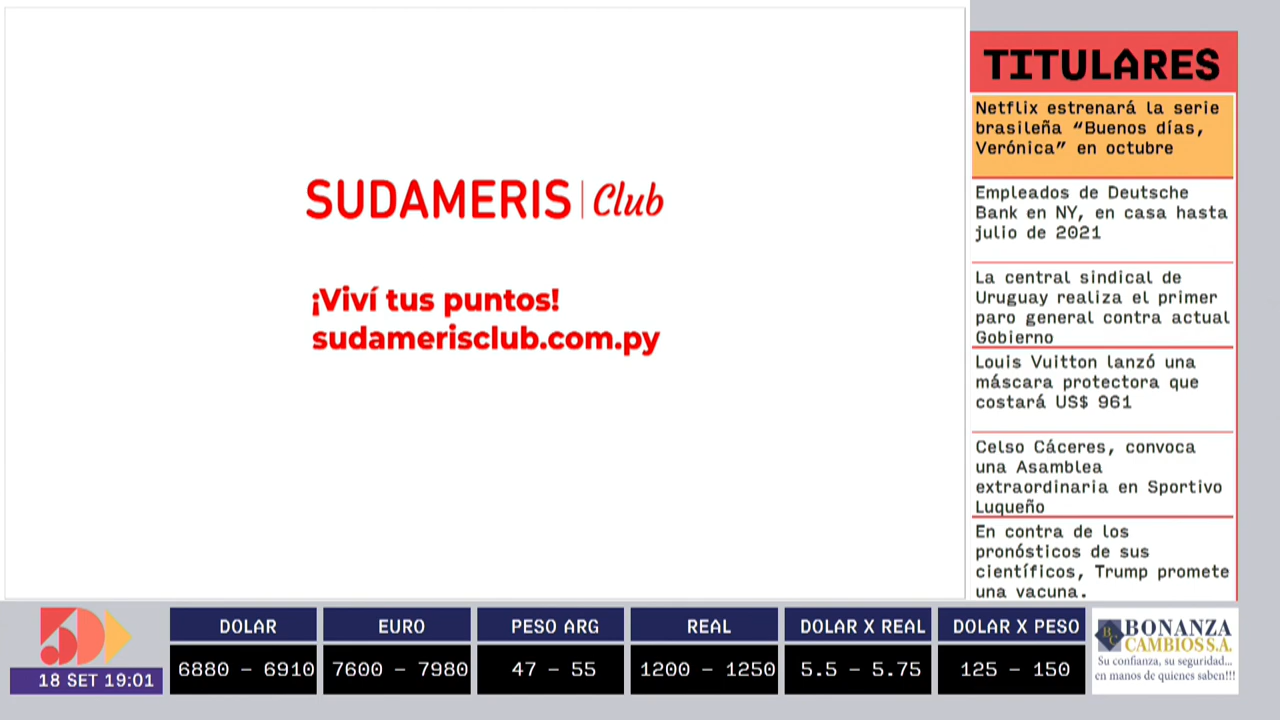 SUDAMERIS Club
¡Viví tus puntos!
sudamerisclub.com.py
TITULARES
Netflix estrenará la serie
brasileña “Buenos días,
Verónica” en octubre
Empleados de Deutsche
Bank en NY, en casa hasta
julio de 2021
La central sindical de
Uruguay realiza el primer
paro general contra actual
Gobierno
Louis Vuitton lanzó una
máscara protectora que
costará US$ 961
Celso Cáceres, convoca
una Asamblea
extraordinaria en Sportivo
Luqueño
En contra de los
pronósticos de sus
científicos, Trump promete
una vacuna.
5D
18 SET 19:01
DOLAR
6880 – 6910
EURO
7600 – 7980
PESO ARG
47 – 55
REAL
1200 – 1250
DOLAR X REAL
5.5 – 5.75
DOLAR X PESO
125 – 150
BC BONANZA
CAMBIOS S.A.
Su confianza, su seguridad...
en manos de quienes saben!!!